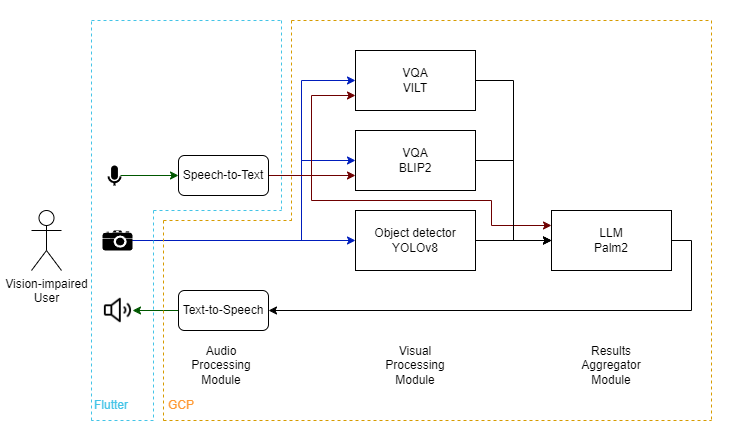 VQA
VILT
VQA
BLIP2
Speech-to-Text
Object detector
YOLOv8
LLM
Palm2
Vision-impaired
User
Text-to-Speech
Audio
Processing
Module
Visual
Processing
Module
Results
Aggregator
Module
Flutter
GCP